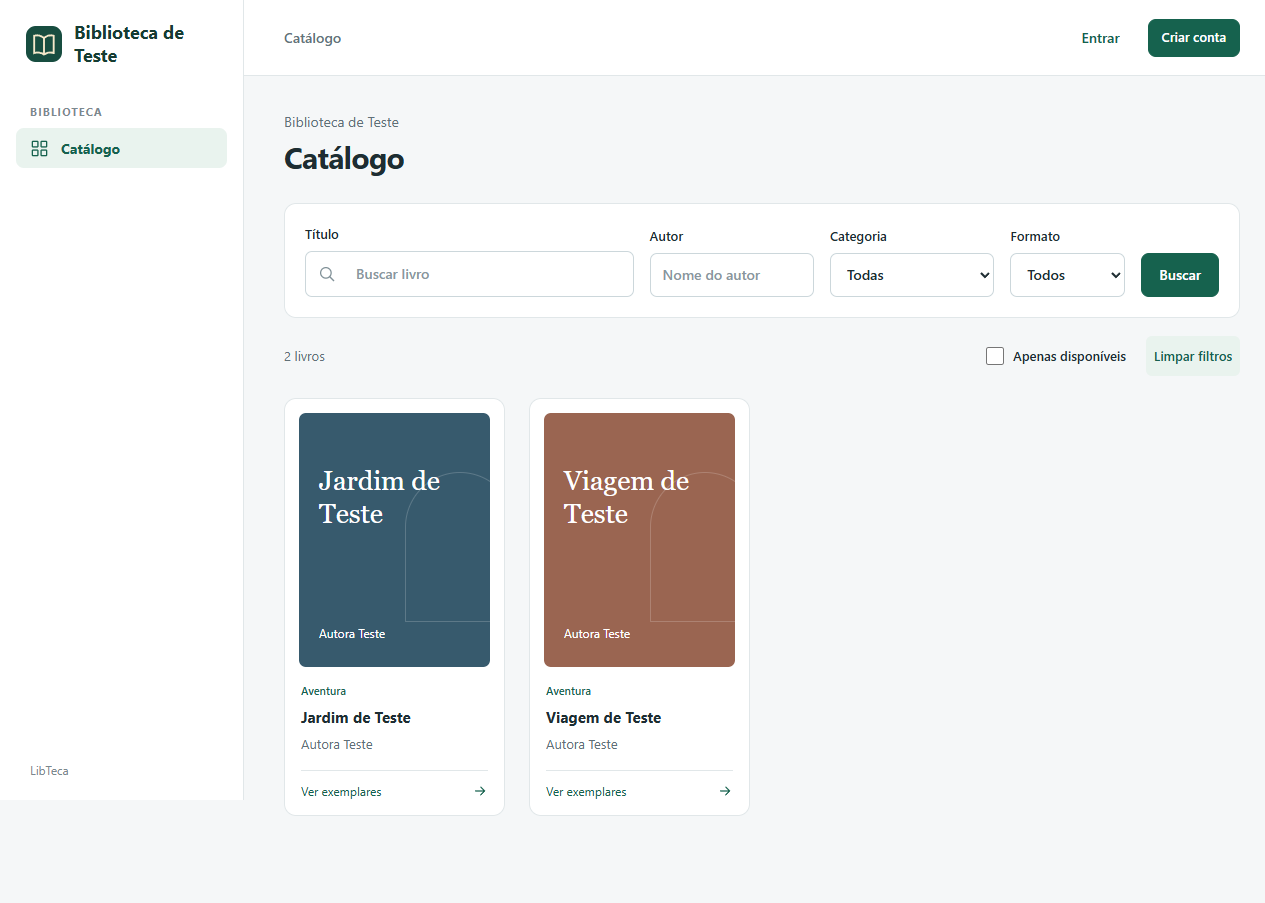 Biblioteca de
Teste
BIBLIOTECA
Catálogo
LibTeca
Catálogo
Entrar
Criar conta
Biblioteca de Teste
Catálogo
Título
Buscar livro
Autor
Nome do autor
Categoria
Todas
Formato
Todos
Buscar
2 livros
Apenas disponíveis
Limpar filtros
Jardim de
Teste
Autora Teste
Aventura
Jardim de Teste
Autora Teste
Ver exemplares
Viagem de
Teste
Autora Teste
Aventura
Viagem de Teste
Autora Teste
Ver exemplares